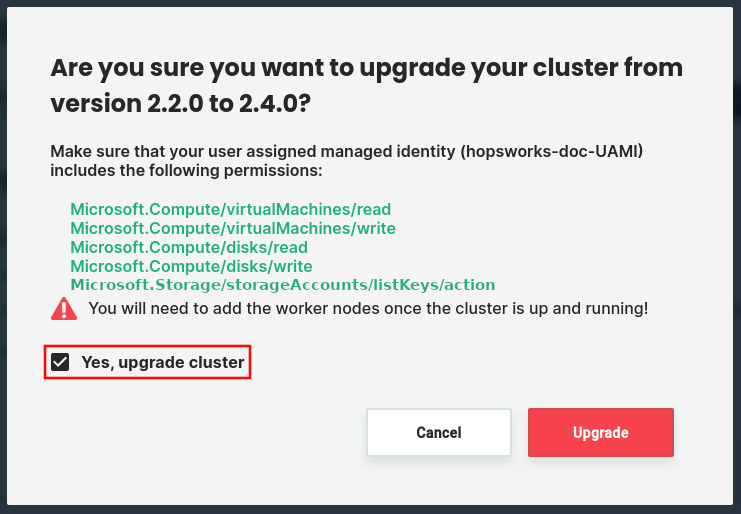 Are you sure you want to upgrade your cluster from
version 2.2.0 to 2.4.0?
Make sure that your user assigned managed identity (hopsworks-doc-UAMI)
includes the following permissions:
Microsoft.Compute/virtualMachines/read
Microsoft.Compute/virtualMachines/write
Microsoft.Compute/disks/read
Microsoft.Compute/disks/write
Microsoft.Storage/storageAccounts/listKeys/action
You will need to add the worker nodes once the cluster is up and running!
Yes, upgrade cluster
Cancel
Upgrade